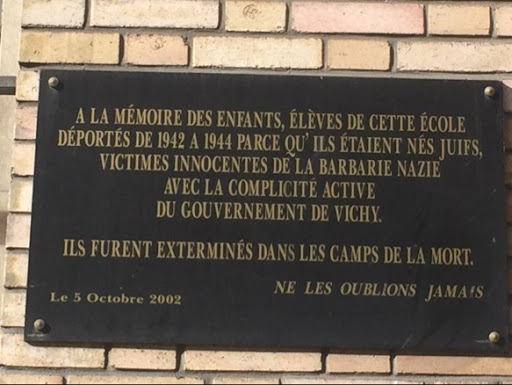 A LA MÉMOIRE DES ENFANTS, ÉLÈVES DE CETTE ÉCOLE
DÉPORTÉS DE 1942 A 1944 PARCE QU'ILS ÉTAIENT NÉS JUIFS,
VICTIMES INNOCENTES DE LA BARBARIE NAZIE
AVEC LA COMPLICITÉ ACTIVE
DU GOUVERNEMENT DE VICHY.
ILS FURENT EXTERMINÉS DANS LES CAMPS DE LA MORT.
NE LES OUBLIONS JAMAIS
Le 5 Octobre 2002